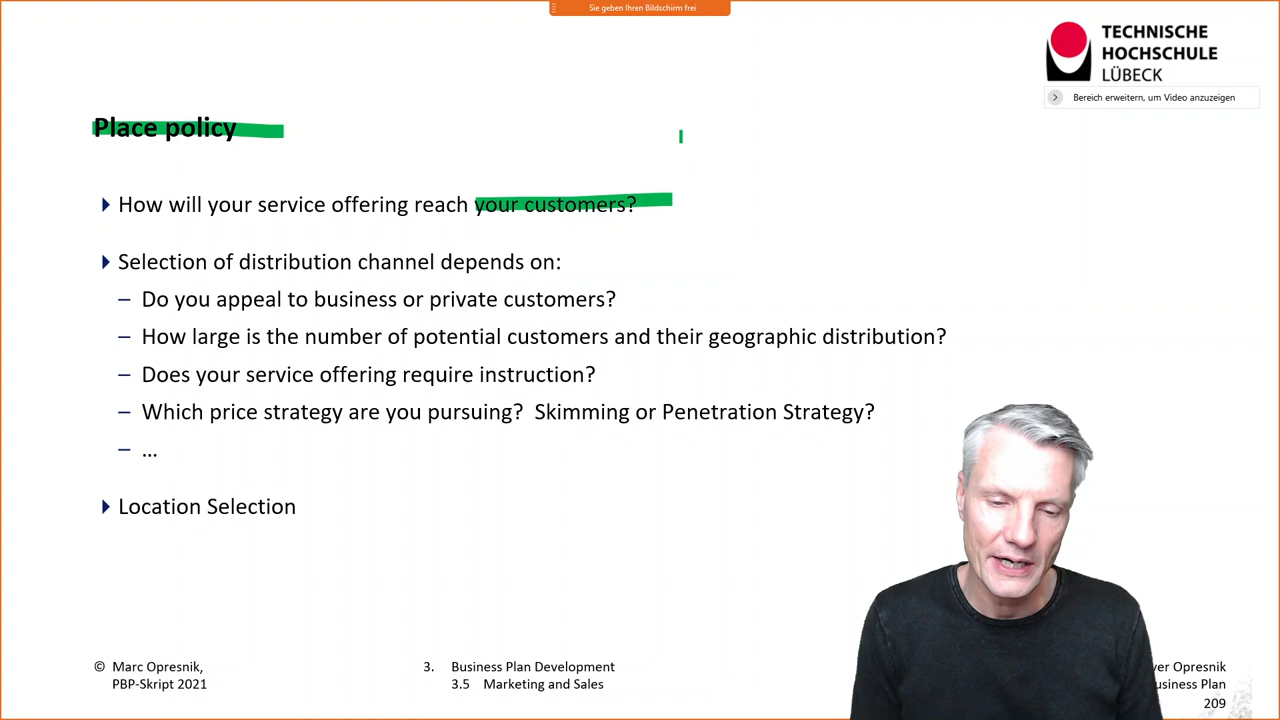 Sie geben Ihren Bildschirm frei
TECHNISCHE
HOCHSCHULE
LÜBECK
Bereich erweitern, um Video anzuzeigen
Place policy
How will your service offering reach your customers?
Selection of distribution channel depends on:
– Do you appeal to business or private customers?
– How large is the number of potential customers and their geographic distribution?
– Does your service offering require instruction?
– Which price strategy are you pursuing?  Skimming or Penetration Strategy?
– …
Location Selection
© Marc Opresnik,
PBP-Skript 2021
3. Business Plan Development
3.5 Marketing and Sales
Opresnik
Plan
209